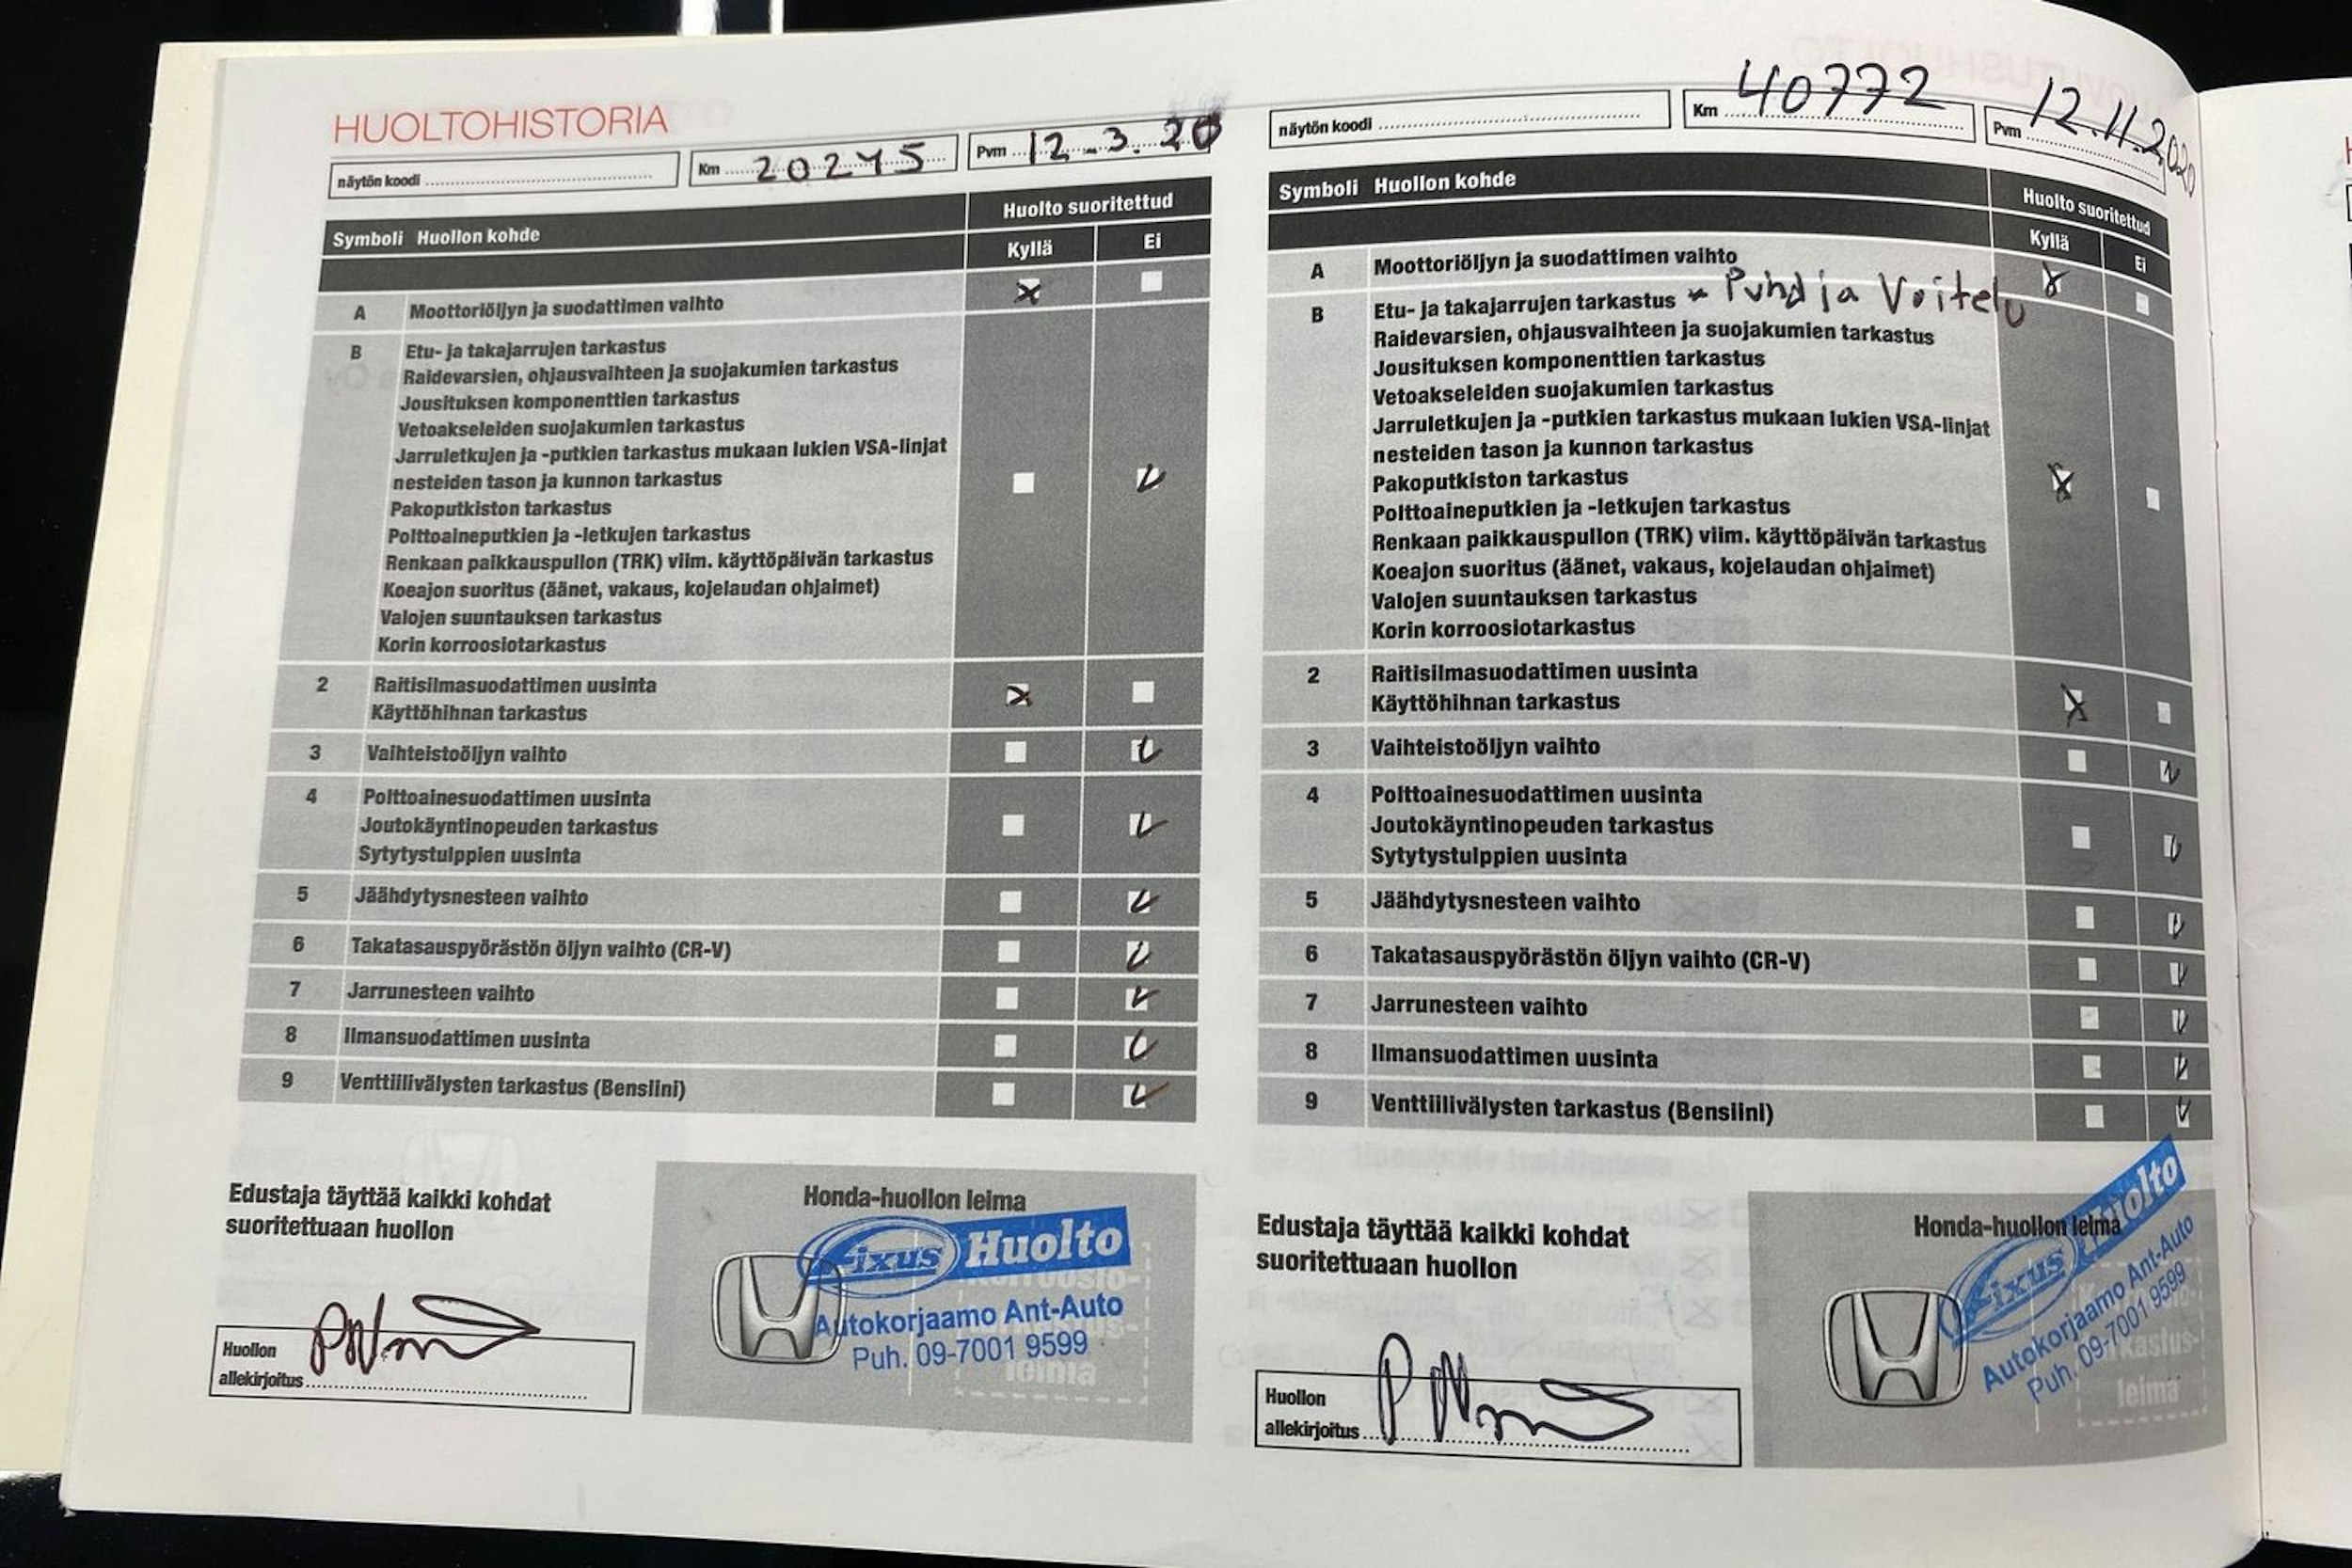 HUOLTOHISTORIA
näytön koodi
Km 20245
Pvm 12.3.20
Symboli Huollon kohde
Huolto suoritettud
Kyllä Ei
A Moottoriöljyn ja suodattimen vaihto
B Etu- ja takajarrujen tarkastus
Raidevarsien, ohjausvaihteen ja suojakumien tarkastus
Jousituksen komponenttien tarkastus
Vetoakseleiden suojakumien tarkastus
Jarruletkujen ja -putkien tarkastus mukaan lukien VSA-linjat
nesteiden tason ja kunnon tarkastus
Pakoputkiston tarkastus
Polttoaineputkien ja -letkujen tarkastus
Renkaan paikkauspullon (TRK) viim. käyttöpäivän tarkastus
Koeajon suoritus (äänet, vakaus, kojelaudan ohjaimet)
Valojen suuntauksen tarkastus
Korin korroosiotarkastus
2 Raitisilmasuodattimen uusinta
Käyttöhihnan tarkastus
3 Vaihteistoöljyn vaihto
4 Polttoainesuodattimen uusinta
Joutokäyntinopeuden tarkastus
Sytytystulppien uusinta
5 Jäähdytysnesteen vaihto
6 Takatasauspyörästön öljyn vaihto (CR-V)
7 Jarrunesteen vaihto
8 Ilmansuodattimen uusinta
9 Venttiilivälysten tarkastus (Bensiini)
Edustaja täyttää kaikki kohdat
suoritettuaan huollon
Huollon
allekirjoitus
Honda-huollon leima
Fixus Huolto
Autokorjaamo Ant-Auto
Puh. 09-7001 9599
leima
näytön koodi
Km 40772
Pvm 12.11.2020
Symboli Huollon kohde
Huolto suoritettud
Kyllä Ei
A Moottoriöljyn ja suodattimen vaihto
B Etu- ja takajarrujen tarkastus - Puhd ja Voitelu
Raidevarsien, ohjausvaihteen ja suojakumien tarkastus
Jousituksen komponenttien tarkastus
Vetoakseleiden suojakumien tarkastus
Jarruletkujen ja -putkien tarkastus mukaan lukien VSA-linjat
nesteiden tason ja kunnon tarkastus
Pakoputkiston tarkastus
Polttoaineputkien ja -letkujen tarkastus
Renkaan paikkauspullon (TRK) viim. käyttöpäivän tarkastus
Koeajon suoritus (äänet, vakaus, kojelaudan ohjaimet)
Valojen suuntauksen tarkastus
Korin korroosiotarkastus
2 Raitisilmasuodattimen uusinta
Käyttöhihnan tarkastus
3 Vaihteistoöljyn vaihto
4 Polttoainesuodattimen uusinta
Joutokäyntinopeuden tarkastus
Sytytystulppien uusinta
5 Jäähdytysnesteen vaihto
6 Takatasauspyörästön öljyn vaihto (CR-V)
7 Jarrunesteen vaihto
8 Ilmansuodattimen uusinta
9 Venttiilivälysten tarkastus (Bensiini)
Edustaja täyttää kaikki kohdat
suoritettuaan huollon
Huollon
allekirjoitus
Honda-huollon leima
Fixus Huolto
Autokorjaamo Ant-Auto
Puh. 09-7001 9599
leima